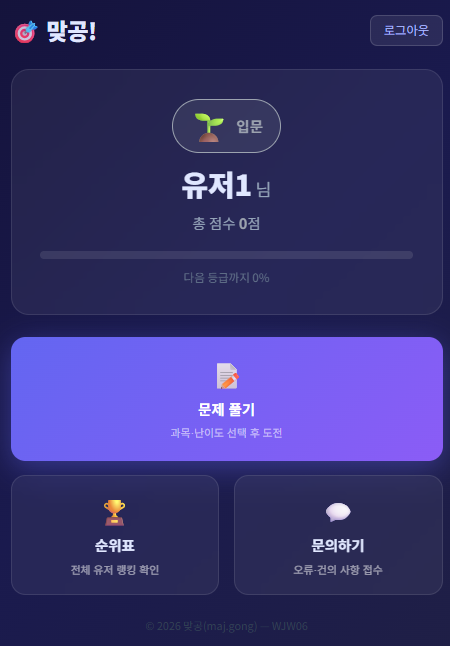 맞공!
로그아웃
입문
유저1 님
총 점수 0점
다음 등급까지 0%
문제 풀기
과목·난이도 선택 후 도전
순위표
전체 유저 랭킹 확인
문의하기
오류·건의 사항 접수
© 2026 맞공(maj.gong) — WJW06